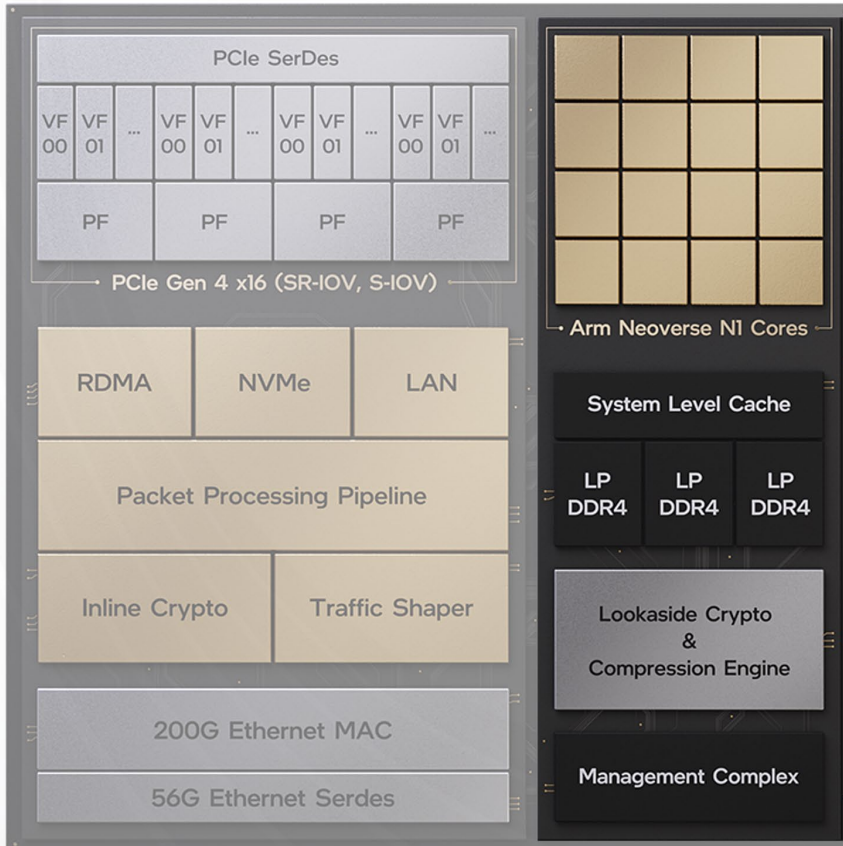 PCIe SerDes
VF 00
VF 01
...
VF 00
VF 01
...
VF 00
VF 01
...
VF 00
VF 01
...
PF
PF
PF
PF
PCIe Gen 4 x16 (SR-IOV, S-IOV)
RDMA
NVMe
LAN
Packet Processing Pipeline
Inline Crypto
Traffic Shaper
200G Ethernet MAC
56G Ethernet Serdes
Arm Neoverse N1 Cores
System Level Cache
LP
DDR4
LP
DDR4
LP
DDR4
Lookaside Crypto
&
Compression Engine
Management Complex